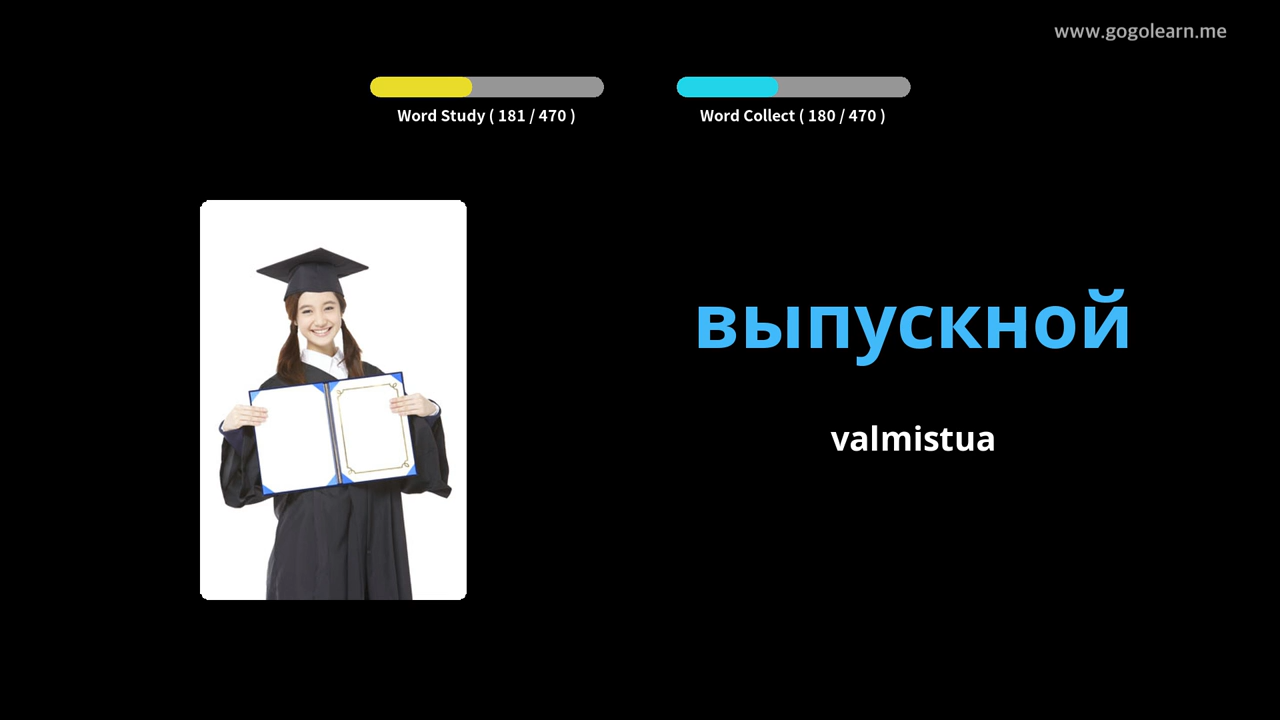 www.gogolearn.me
Word Study ( 181 / 470 )
Word Collect ( 180 / 470 )
выпускной
valmistua